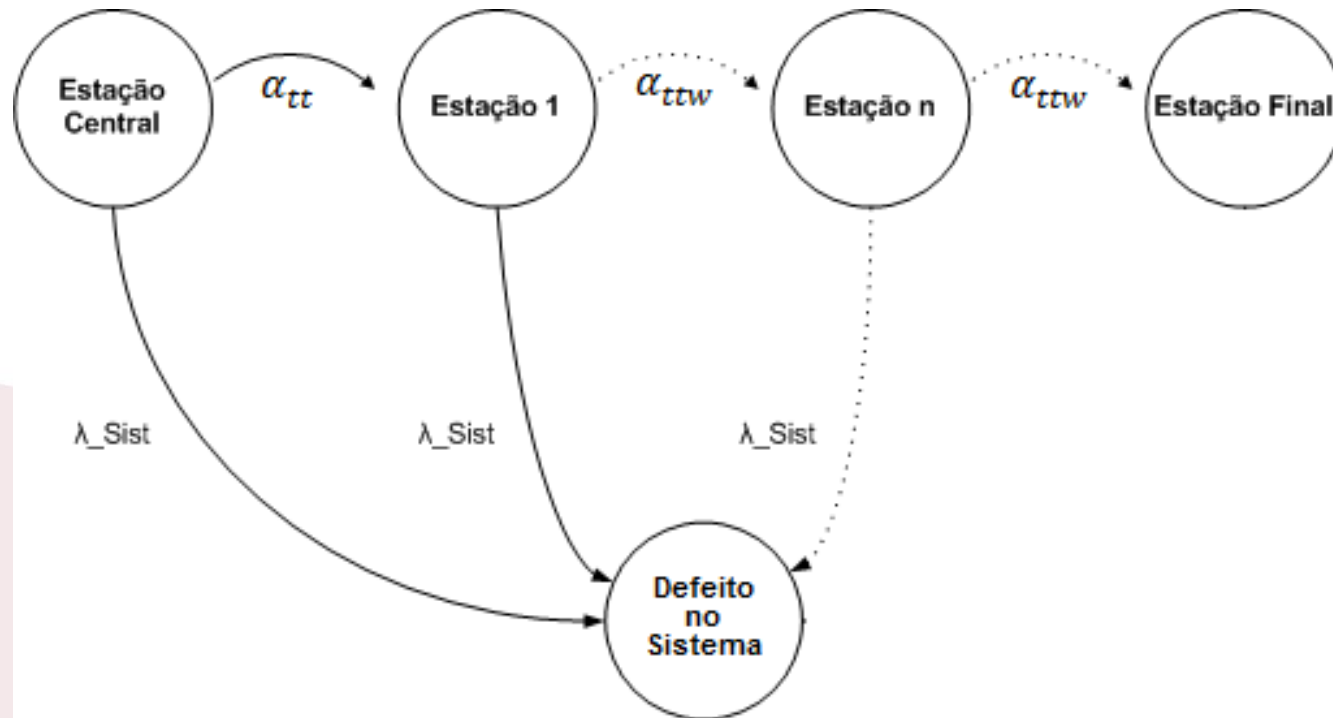 Estação
Central
α_tt
Estação 1
α_ttw
Estação n
α_ttw
Estação Final
λ_Sist
λ_Sist
λ_Sist
Defeito
no
Sistema